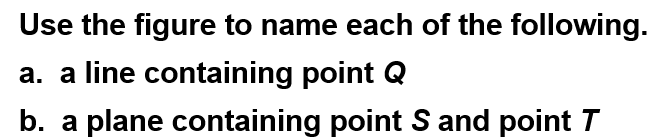 Use the figure to name each of the following.
a. a line containing point Q
b. a plane containing point S and point T